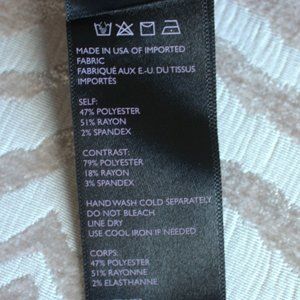 MADE IN USA OF IMPORTED
FABRIC
FABRIQUÉ AUX E.-U. DU TISSUS
IMPORTÉS
SELF:
47% POLYESTER
51% RAYON
2% SPANDEX
CONTRAST:
79% POLYESTER
18% RAYON
3% SPANDEX
HAND WASH COLD SEPARATELY
DO NOT BLEACH
LINE DRY
USE COOL IRON IF NEEDED
CORPS:
47% POLYESTER
51% RAYONNE
2% ELASTHANNE